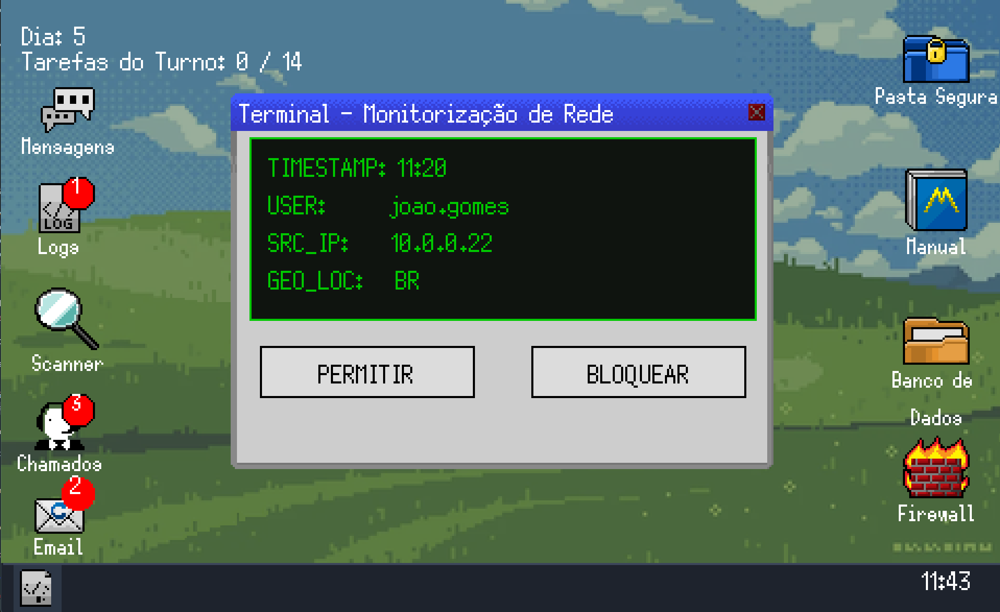 Dia: 5
Tarefas do Turno: 0 / 14
Mensagens
1
LOG
Logs
Scanner
3
Chamados
2
Email
Terminal - Monitorização de Rede
TIMESTAMP: 11:20
USER: joao.gomes
SRC_IP: 10.0.0.22
GEO_LOC: BR
PERMITIR
BLOQUEAR
Pasta Segura
Manual
Banco de
Dados
Firewall
11:43